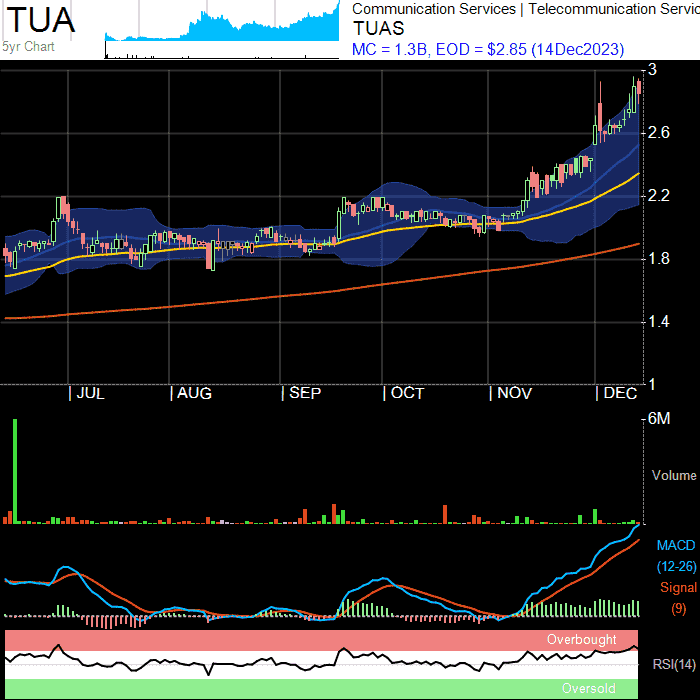 TUA
5yr Chart
Communication Services | Telecommunication Servic
TUAS
MC = 1.3B, EOD = $2.85 (14Dec2023)
3
2.6
2.2
1.8
1.4
1
| JUL | AUG | SEP | OCT | NOV | DEC
6M
Volume
MACD
(12-26)
Signal
(9)
Overbought
RSI(14)
Oversold